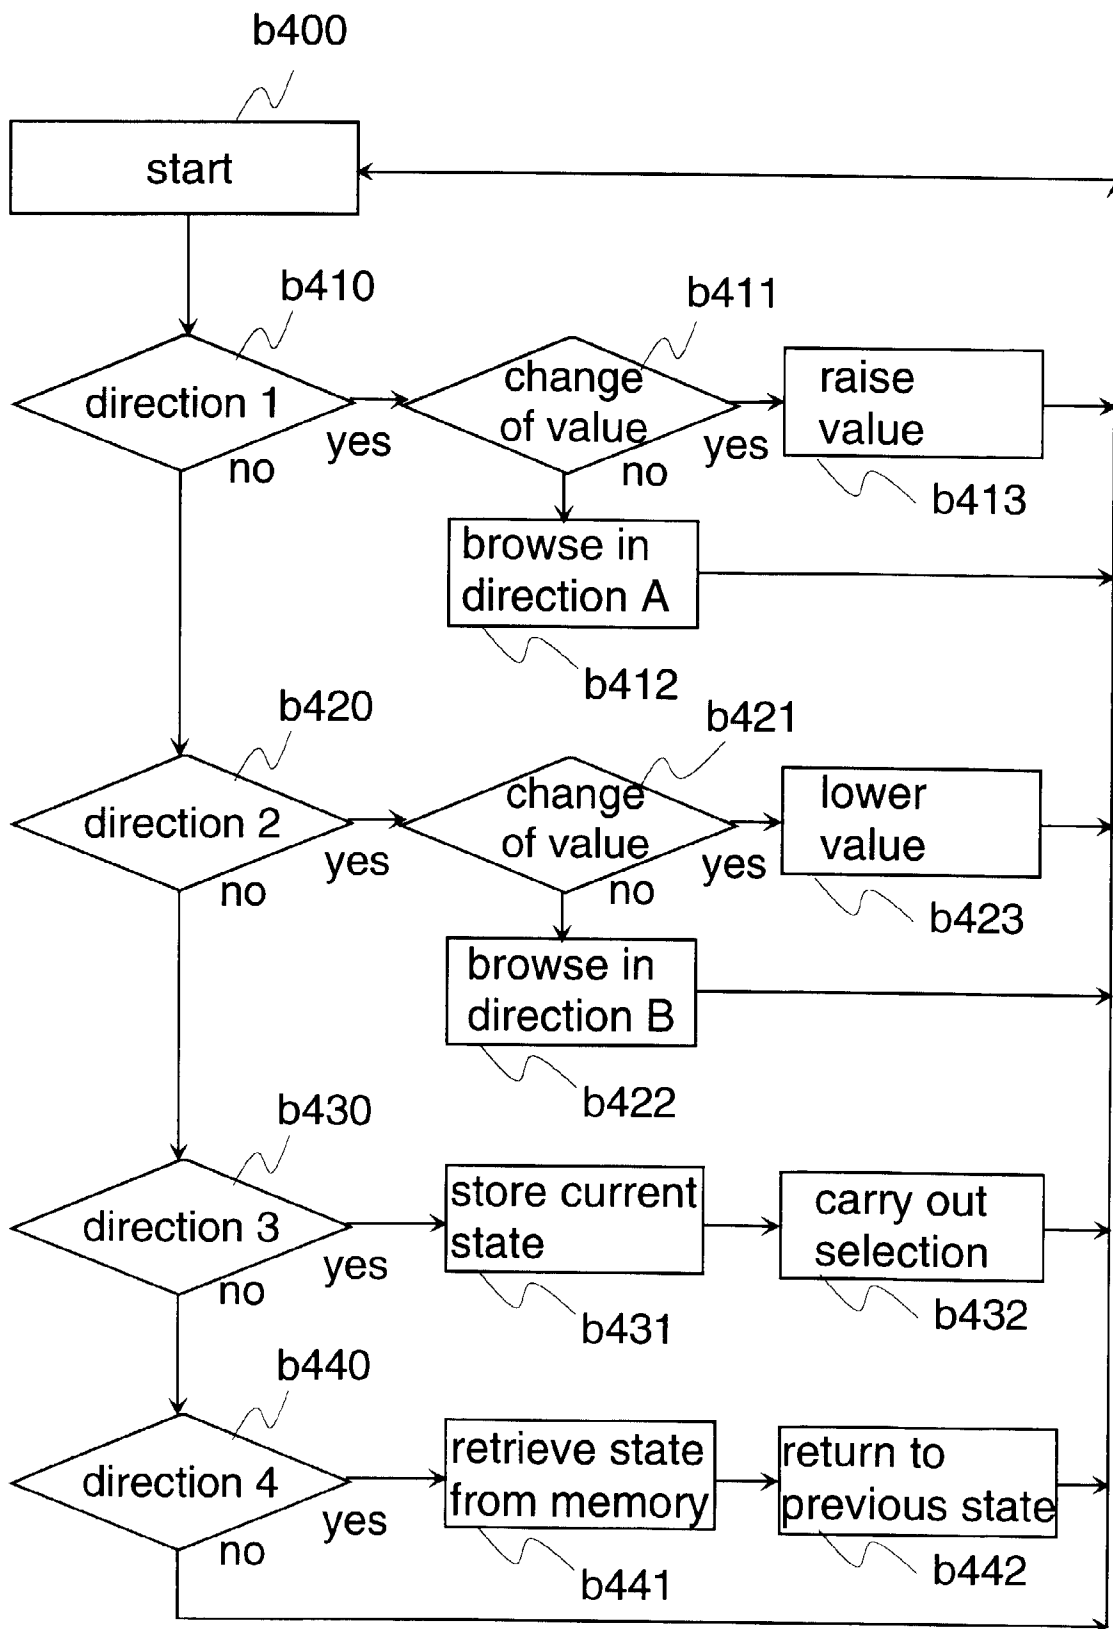 b400
start
b410
b411
direction 1
change
of value
raise
value
yes
no
yes
no
b413
browse in
direction A
b412
b420
b421
direction 2
change
of value
lower
value
yes
no
yes
no
b423
browse in
direction B
b422
b430
direction 3
store current
state
carry out
selection
yes
no
b431
b432
b440
direction 4
retrieve state
from memory
return to
previous state
yes
no
b441
b442